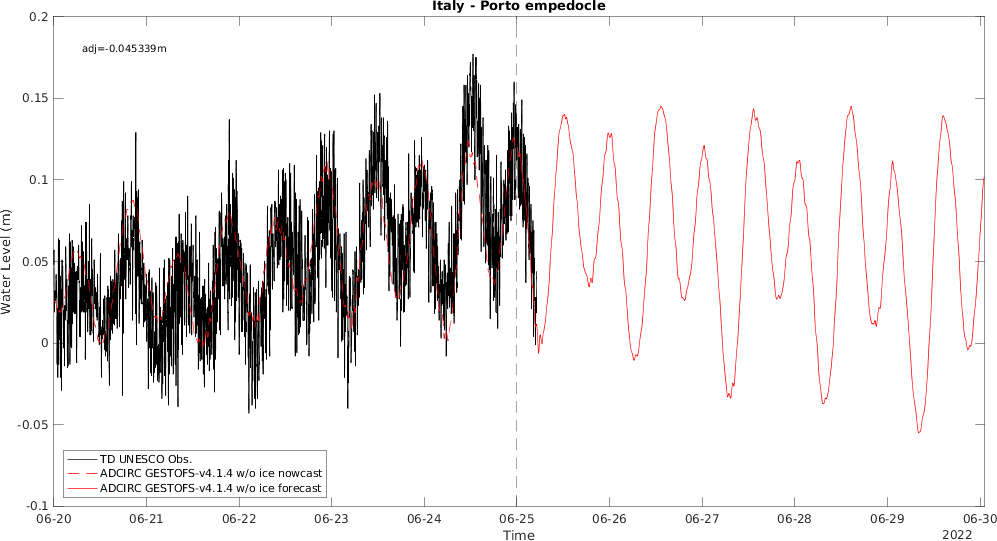 Italy - Porto empedocle
adj=-0.045339m
0.2
0.15
0.1
0.05
0
-0.05
-0.1
Water Level (m)
TD UNESCO Obs.
ADCIRC GESTOFS-v4.1.4 w/o ice nowcast
ADCIRC GESTOFS-v4.1.4 w/o ice forecast
06-20 06-21 06-22 06-23 06-24 06-25 06-26 06-27 06-28 06-29 06-30
Time
2022